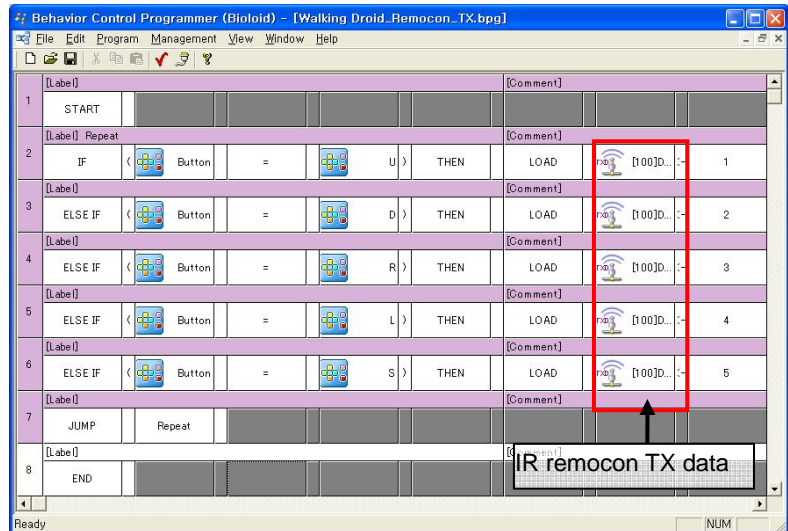 Behavior Control Programmer (Bioloid) - [Walking Droid_Remocon_TX.bpg]
File Edit Program Management View Window Help
[Label] [Comment]
1 START
[Label] Repeat [Comment]
2 IF ( Button = U ) THEN LOAD [100]D... 1
[Label] [Comment]
3 ELSE IF ( Button = D ) THEN LOAD [100]D... 2
[Label] [Comment]
4 ELSE IF ( Button = R ) THEN LOAD [100]D... 3
[Label] [Comment]
5 ELSE IF ( Button = L ) THEN LOAD [100]D... 4
[Label] [Comment]
6 ELSE IF ( Button = S ) THEN LOAD [100]D... 5
[Label] [Comment]
7 JUMP Repeat
[Label]
8 END
IR remocon TX data
Ready NUM